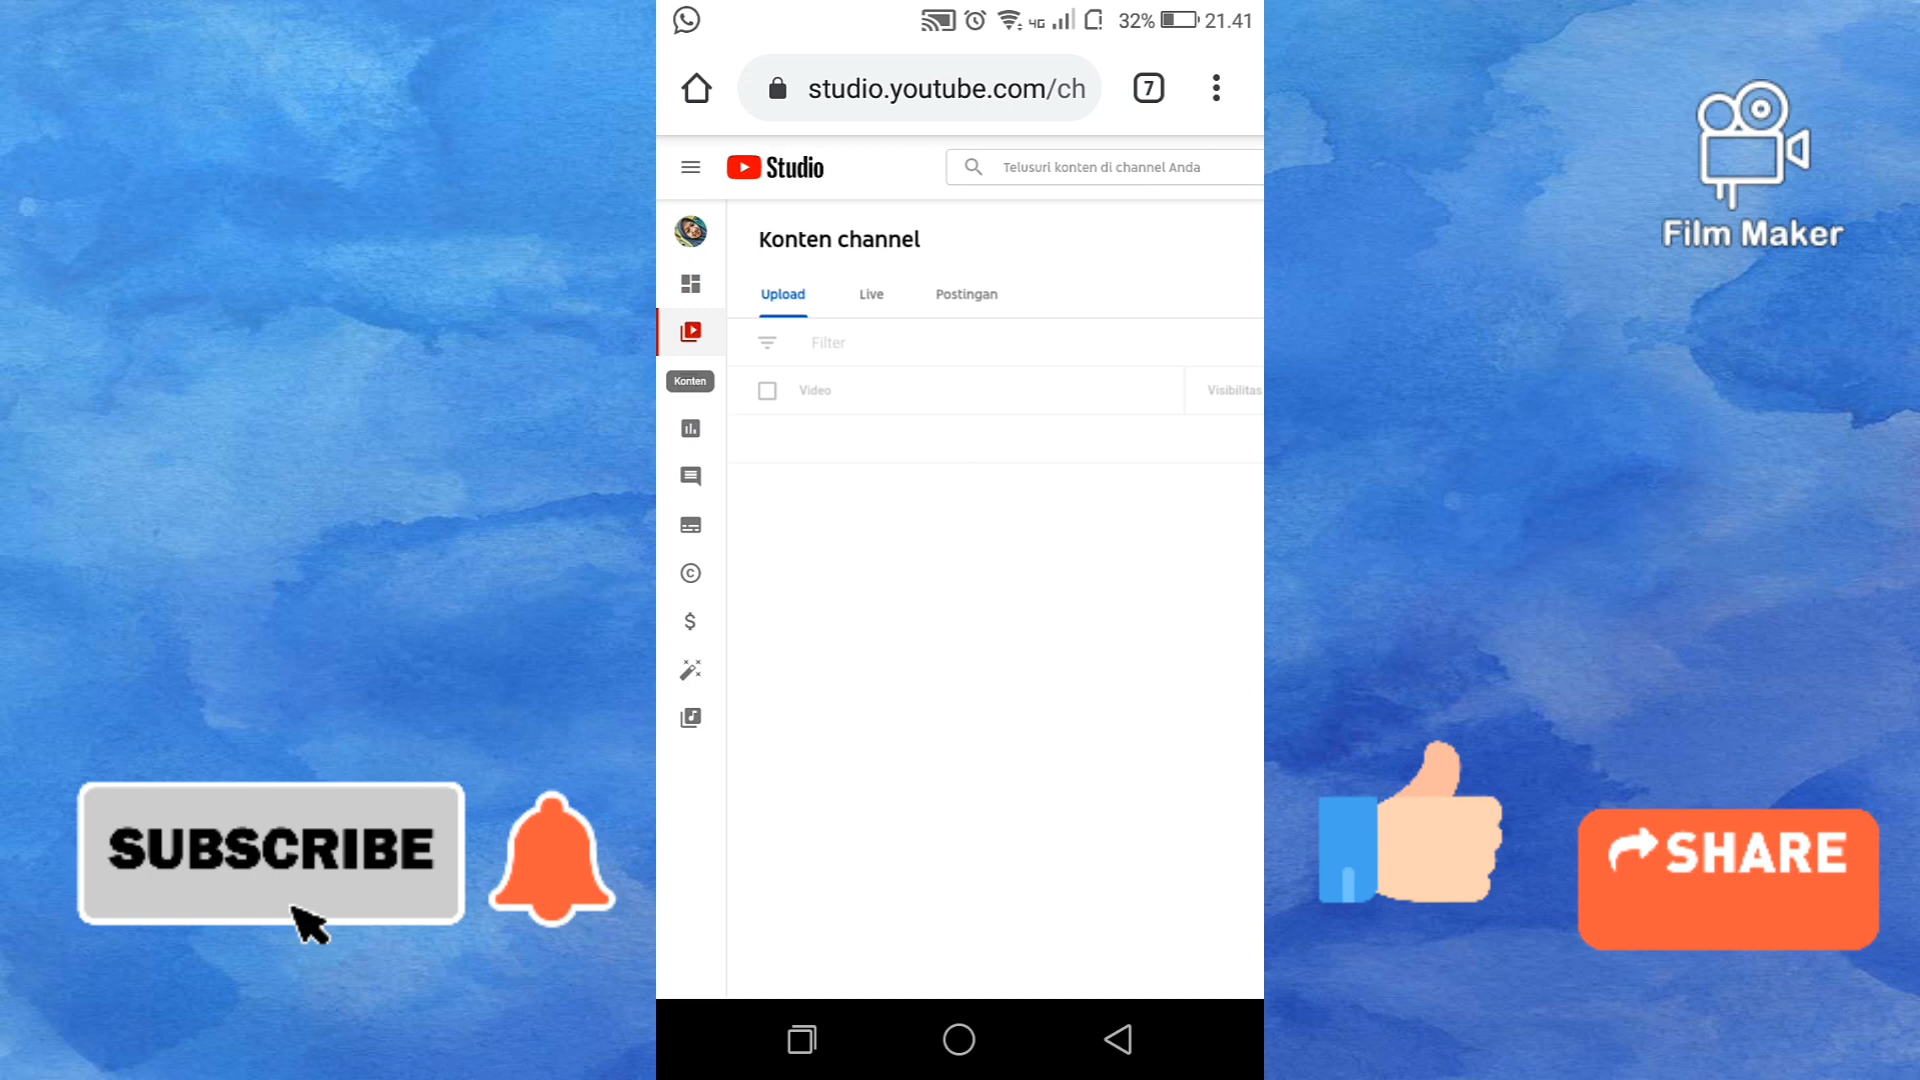 4G 32% 21.41
studio.youtube.com/ch
7
Studio
Telusuri konten di channel Anda
Film Maker
Konten channel
Upload Live Postingan
Filter
Konten
Video Visibilitas
SUBSCRIBE
SHARE